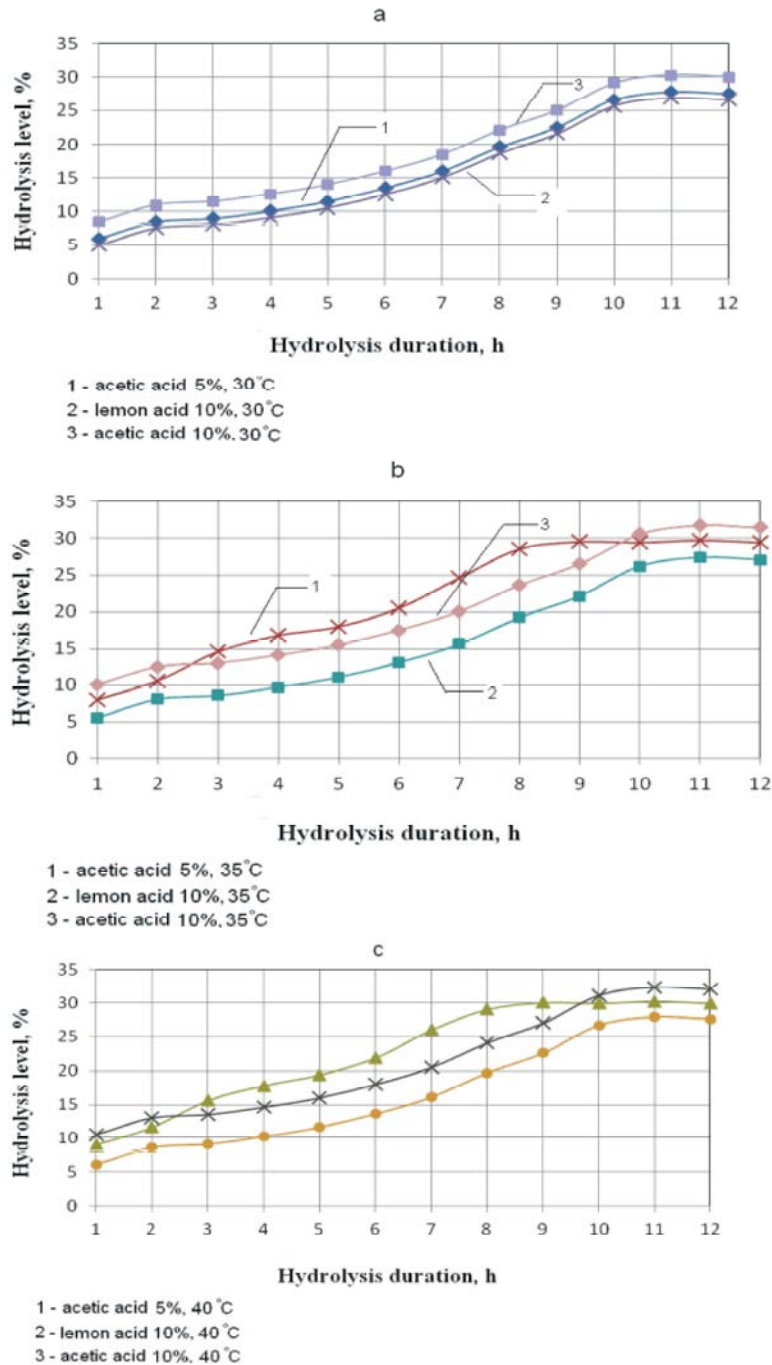 a
Hydrolysis level, %
35
30
25
20
15
10
5
0
1
2
3
1 2 3 4 5 6 7 8 9 10 11 12
Hydrolysis duration, h
1 - acetic acid 5%, 30°C
2 - lemon acid 10%, 30°C
3 - acetic acid 10%, 30°C
b
Hydrolysis level, %
35
30
25
20
15
10
5
0
3
1
2
1 2 3 4 5 6 7 8 9 10 11 12
Hydrolysis duration, h
1 - acetic acid 5%, 35°C
2 - lemon acid 10%, 35°C
3 - acetic acid 10%, 35°C
c
Hydrolysis level, %
35
30
25
20
15
10
5
0
1 2 3 4 5 6 7 8 9 10 11 12
Hydrolysis duration, h
1 - acetic acid 5%, 40°C
2 - lemon acid 10%, 40°C
3 - acetic acid 10%, 40°C